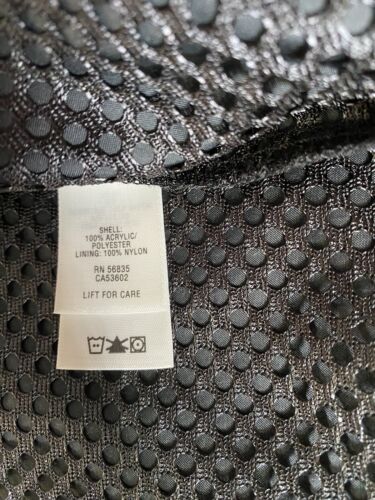 SHELL:
100% ACRYLIC/
POLYESTER
LINING: 100% NYLON
RN 56835
CA53602
LIFT FOR CARE